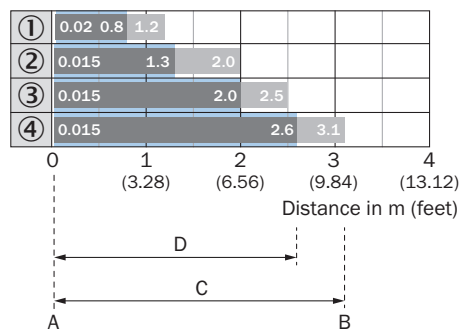 ① 0.02 0.8 1.2
② 0.015 1.3 2.0
③ 0.015 2.0 2.5
④ 0.015 2.6 3.1
0 1 2 3 4
(3.28) (6.56) (9.84) (13.12)
Distance in m (feet)
D
C
A B